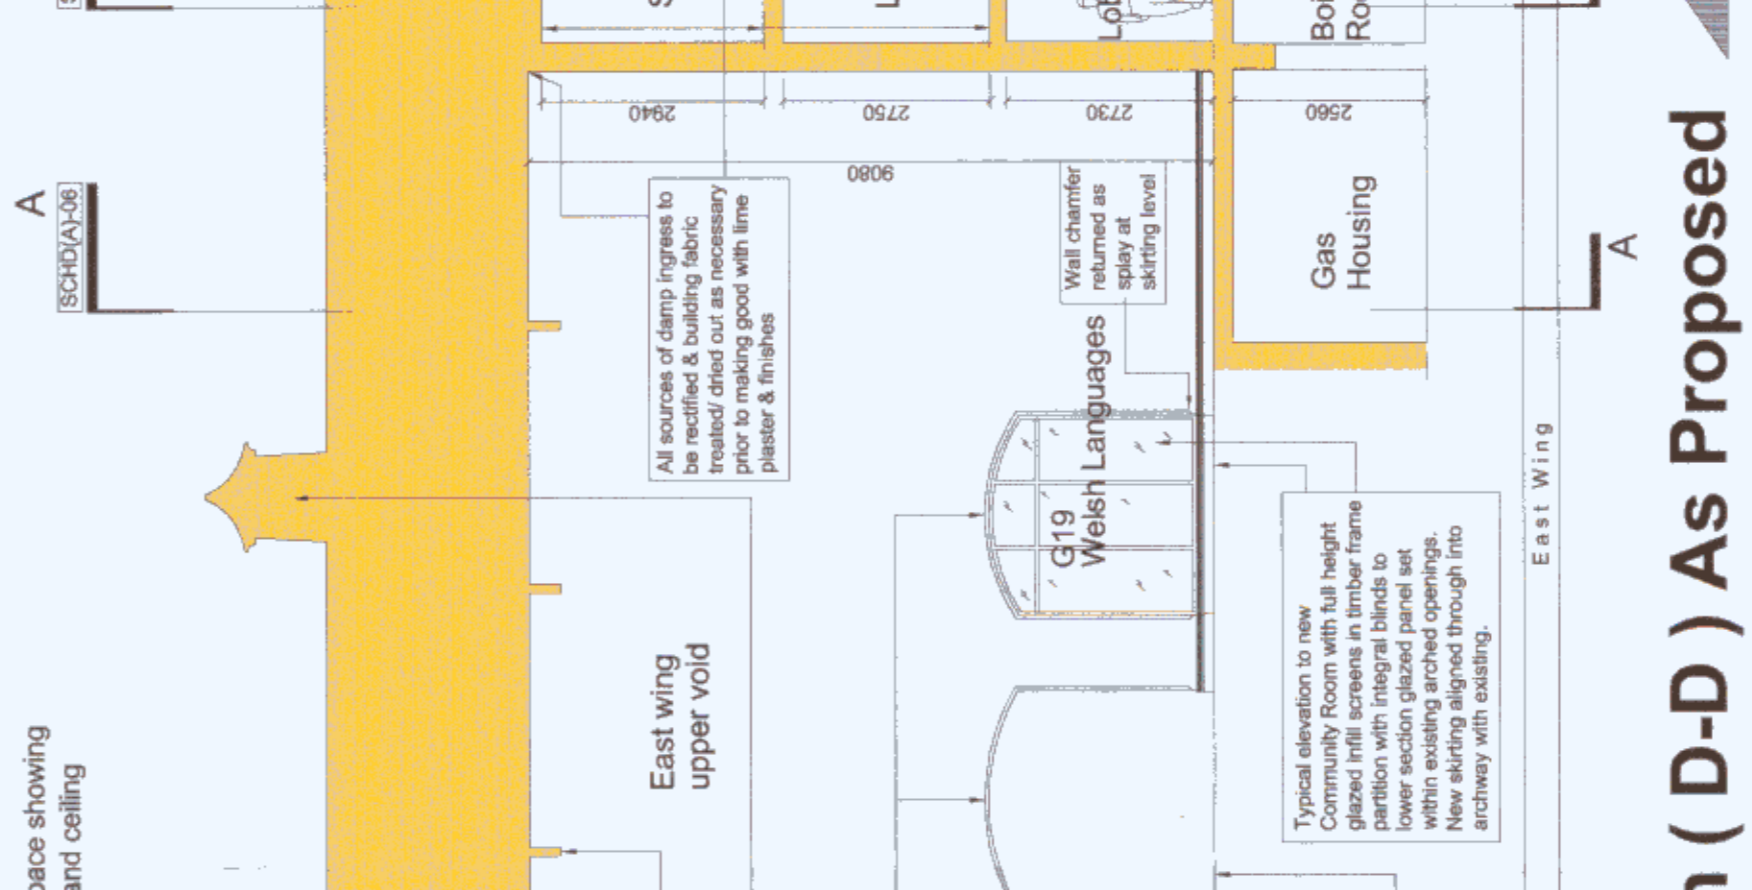 SCHD(A)-06
A
pace showing
and ceiling
East wing
upper void
All sources of damp ingress to
be rectified & building fabric
treated/ dried out as necessary
prior to making good with lime
plaster & finishes
2940
2750
2730
2560
9080
Wall chamfer
returned as
splay at
skirting level
G19
Welsh Languages
Gas
Housing
Typical elevation to new
Community Room with full height
glazed infill screens in timber frame
partition with integral blinds to
lower section glazed panel set
within existing arched openings.
New skirting aligned through into
archway with existing.
East Wing
A
( D-D ) As Proposed